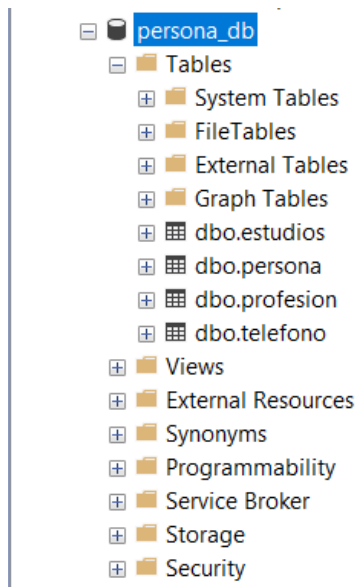 persona_db
Tables
System Tables
FileTables
External Tables
Graph Tables
dbo.estudios
dbo.persona
dbo.profesion
dbo.telefono
Views
External Resources
Synonyms
Programmability
Service Broker
Storage
Security